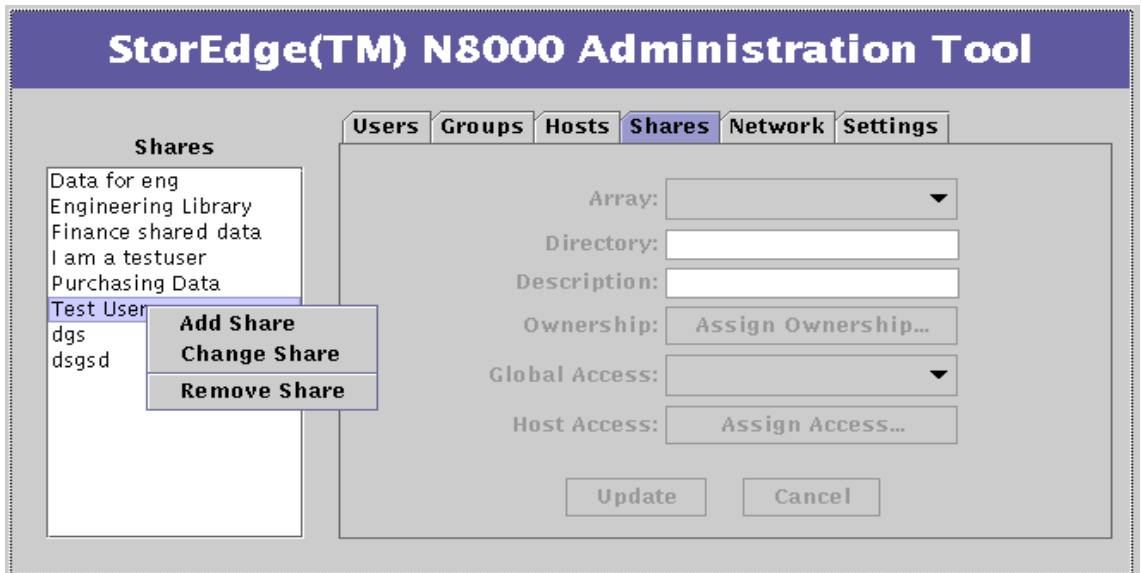 StorEdge(TM) N8000 Administration Tool
Users Groups Hosts Shares Network Settings
Shares
Data for eng
Engineering Library
Finance shared data
I am a testuser
Purchasing Data
Test User
dgs
dsgsd
Add Share
Change Share
Remove Share
Array:
Directory:
Description:
Ownership: Assign Ownership...
Global Access:
Host Access: Assign Access...
Update Cancel